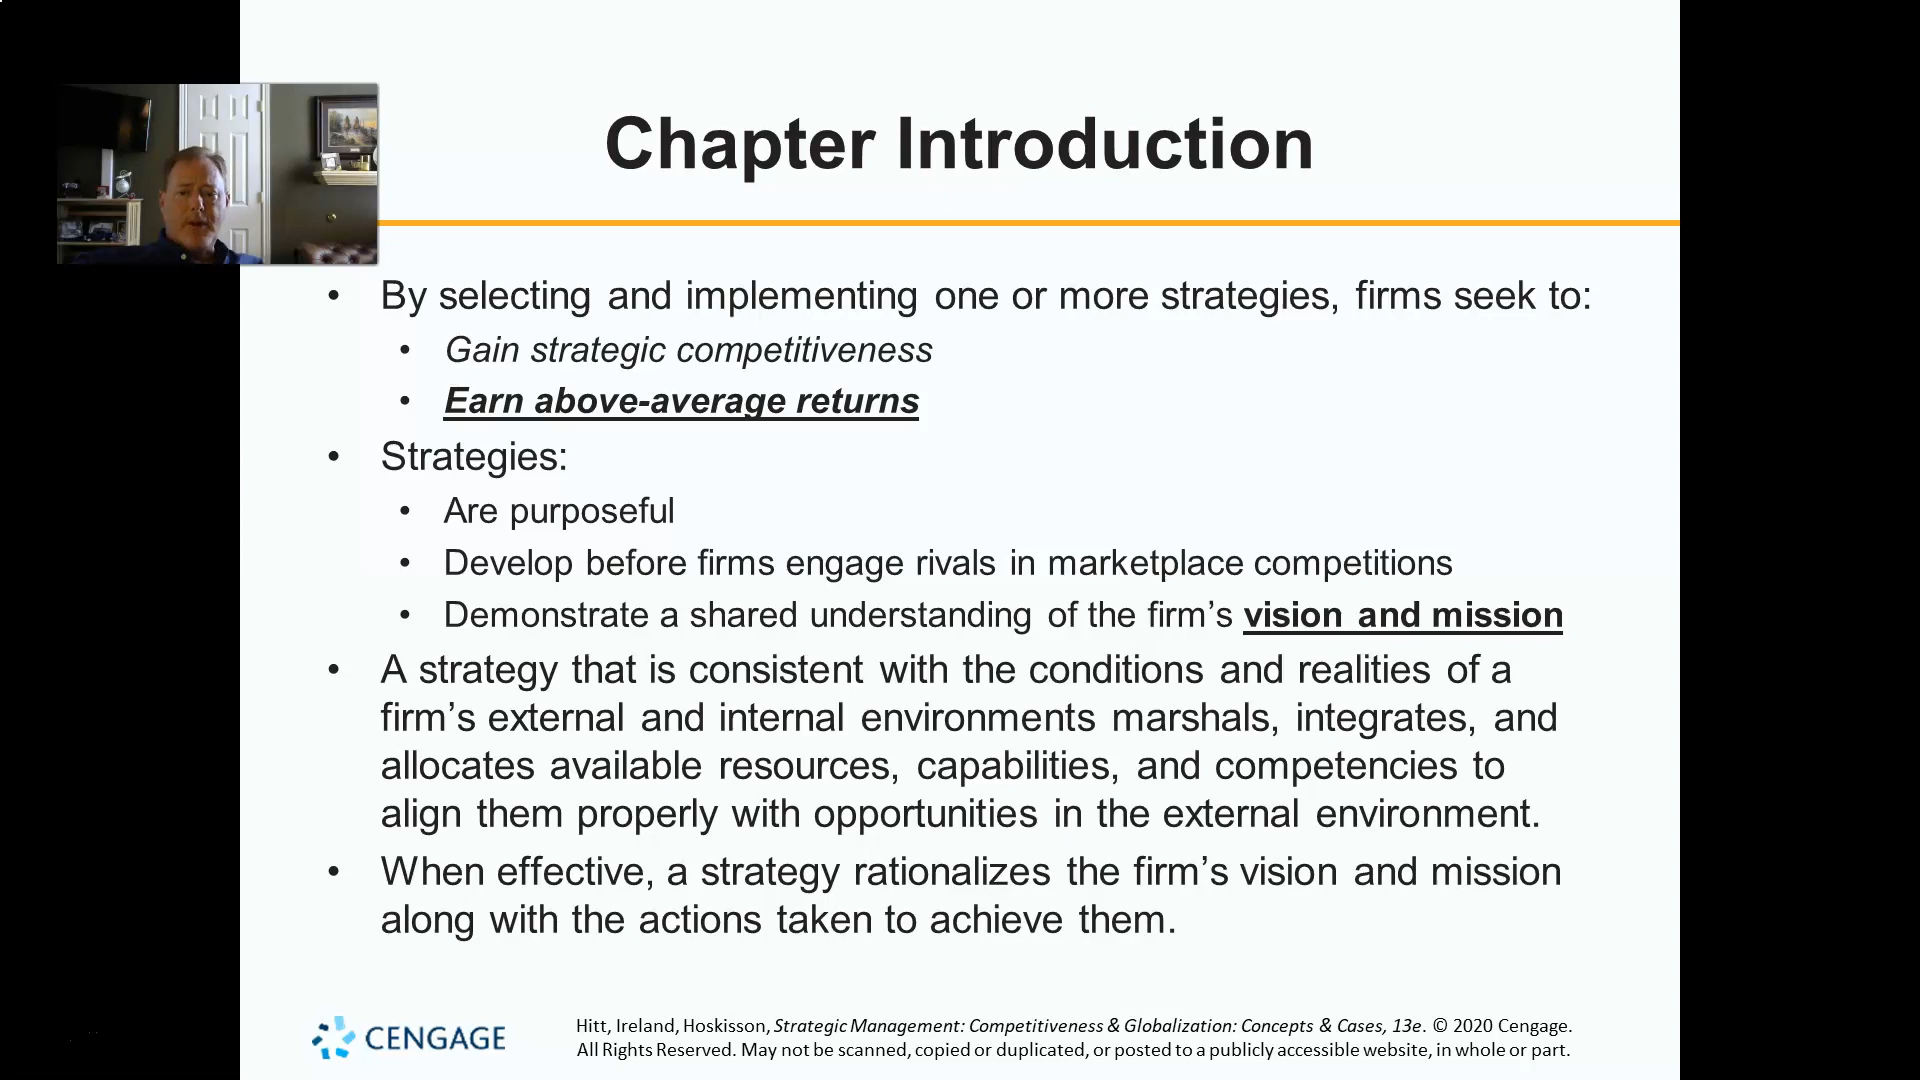 Chapter Introduction
• By selecting and implementing one or more strategies, firms seek to:
• Gain strategic competitiveness
• Earn above-average returns
• Strategies:
• Are purposeful
• Develop before firms engage rivals in marketplace competitions
• Demonstrate a shared understanding of the firm’s vision and mission
• A strategy that is consistent with the conditions and realities of a
firm’s external and internal environments marshals, integrates, and
allocates available resources, capabilities, and competencies to
align them properly with opportunities in the external environment.
• When effective, a strategy rationalizes the firm’s vision and mission
along with the actions taken to achieve them.
CENGAGE
Hitt, Ireland, Hoskisson, Strategic Management: Competitiveness & Globalization: Concepts & Cases, 13e. © 2020 Cengage.
All Rights Reserved. May not be scanned, copied or duplicated, or posted to a publicly accessible website, in whole or part.